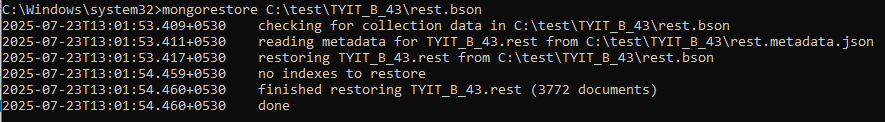 C:\Windows\system32>mongorestore C:\test\TYIT_B_43\rest.bson
2025-07-23T13:01:53.409+0530    checking for collection data in C:\test\TYIT_B_43\rest.bson
2025-07-23T13:01:53.411+0530    reading metadata for TYIT_B_43.rest from C:\test\TYIT_B_43\rest.metadata.json
2025-07-23T13:01:53.417+0530    restoring TYIT_B_43.rest from C:\test\TYIT_B_43\rest.bson
2025-07-23T13:01:54.459+0530    no indexes to restore
2025-07-23T13:01:54.460+0530    finished restoring TYIT_B_43.rest (3772 documents)
2025-07-23T13:01:54.460+0530    done